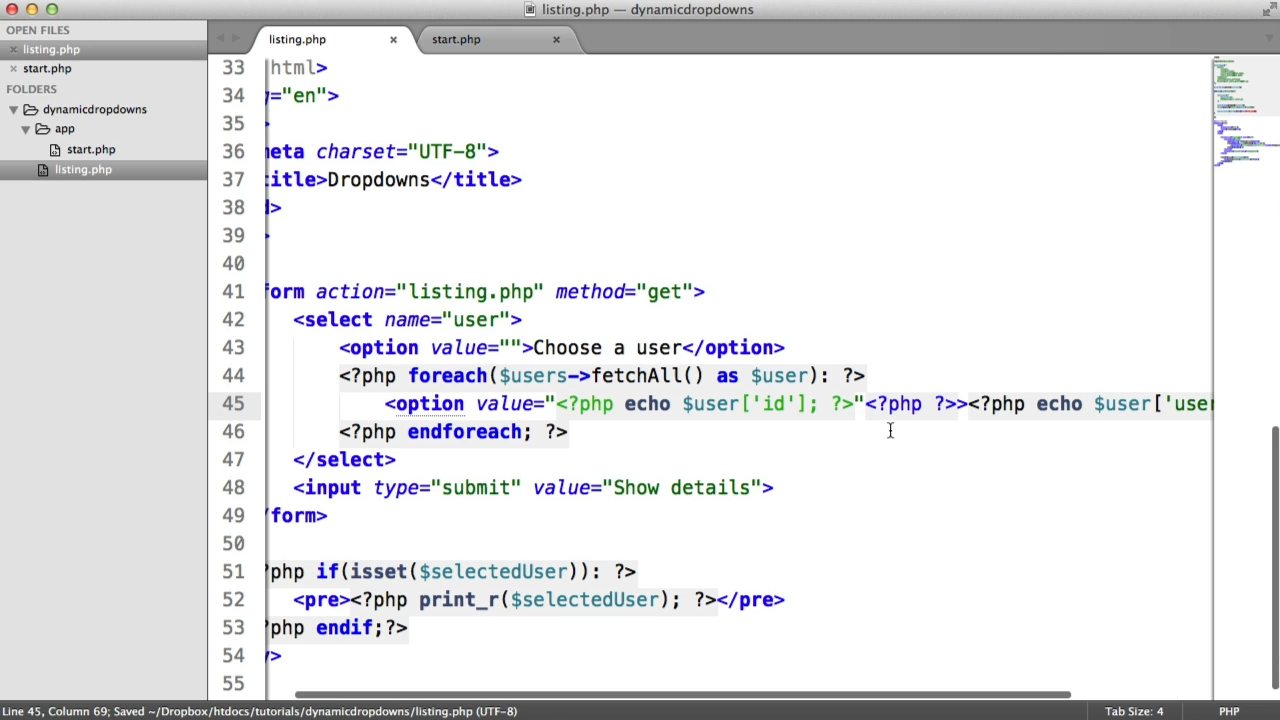 listing.php — dynamicdropdowns
OPEN FILES
× listing.php
× start.php
FOLDERS
dynamicdropdowns
app
start.php
listing.php
listing.php ×
start.php ×
33 html>
34 ="en">
35
36 meta charset="UTF-8">
37 title>Dropdowns</title>
38 >
39
40
41 form action="listing.php" method="get">
42 <select name="user">
43 <option value="">Choose a user</option>
44 <?php foreach($users->fetchAll() as $user): ?>
45 <option value="<?php echo $user['id']; ?>"<?php ?>><?php echo $user['user
46 <?php endforeach; ?>
47 </select>
48 <input type="submit" value="Show details">
49 /form>
50
51 ?php if(isset($selectedUser)): ?>
52 <pre><?php print_r($selectedUser); ?></pre>
53 ?php endif;?>
54 >
55
Line 45, Column 69; Saved ~/Dropbox/htdocs/tutorials/dynamicdropdowns/listing.php (UTF-8)
Tab Size: 4
PHP